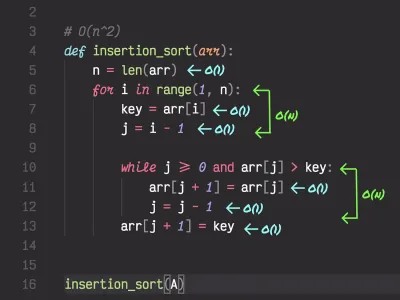 2
3 # O(n^2)
4 def insertion_sort(arr):
5 n = len(arr) ← O(1)
6 for i in range(1, n):
7 key = arr[i] ← O(1)
8 j = i - 1 ← O(1)
O(N)
9
10 while j >= 0 and arr[j] > key:
11 arr[j + 1] = arr[j] ← O(1)
O(N)
12 j = j - 1 ← O(1)
13 arr[j + 1] = key ← O(1)
14
15
16 insertion_sort(A)